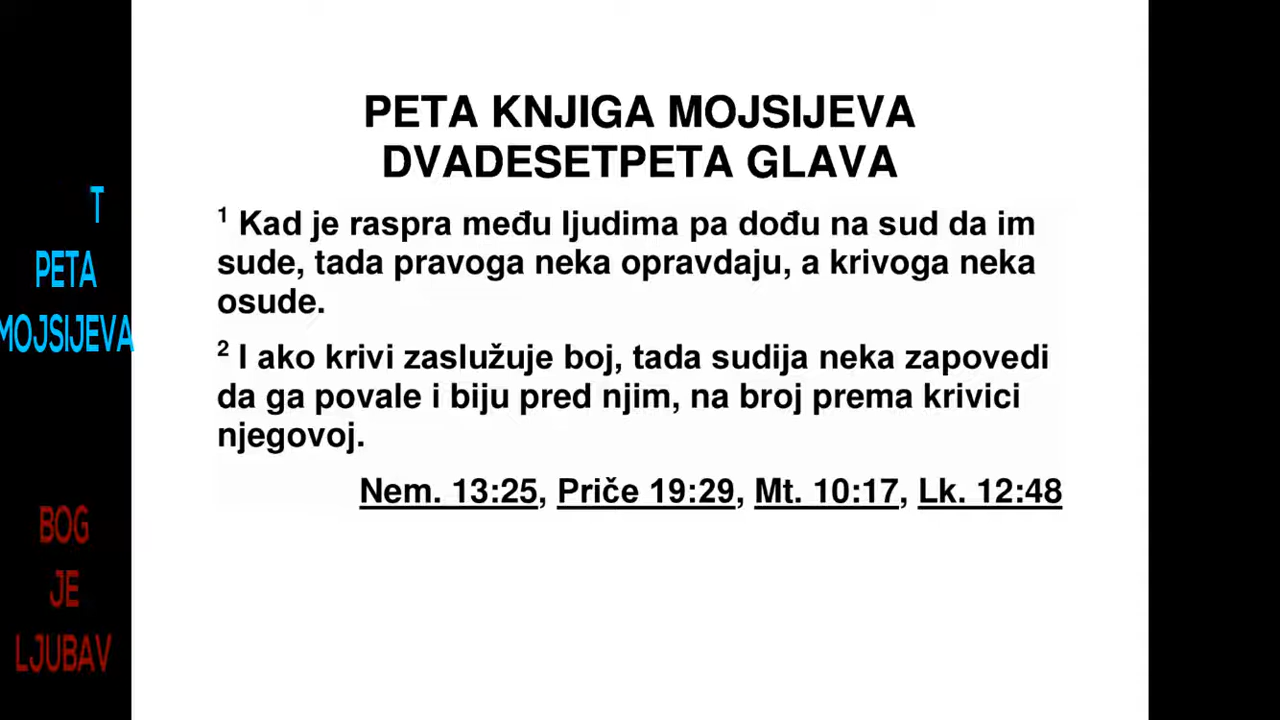 T
PETA
MOJSIJEVA
BOG
JE
LJUBAV
PETA KNJIGA MOJSIJEVA
DVADESETPETA GLAVA
1 Kad je raspra među ljudima pa dođu na sud da im
sude, tada pravoga neka opravdaju, a krivoga neka
osude.
2 I ako krivi zaslužuje boj, tada sudija neka zapovedi
da ga povale i biju pred njim, na broj prema krivici
njegovoj.
Nem. 13:25, Priče 19:29, Mt. 10:17, Lk. 12:48